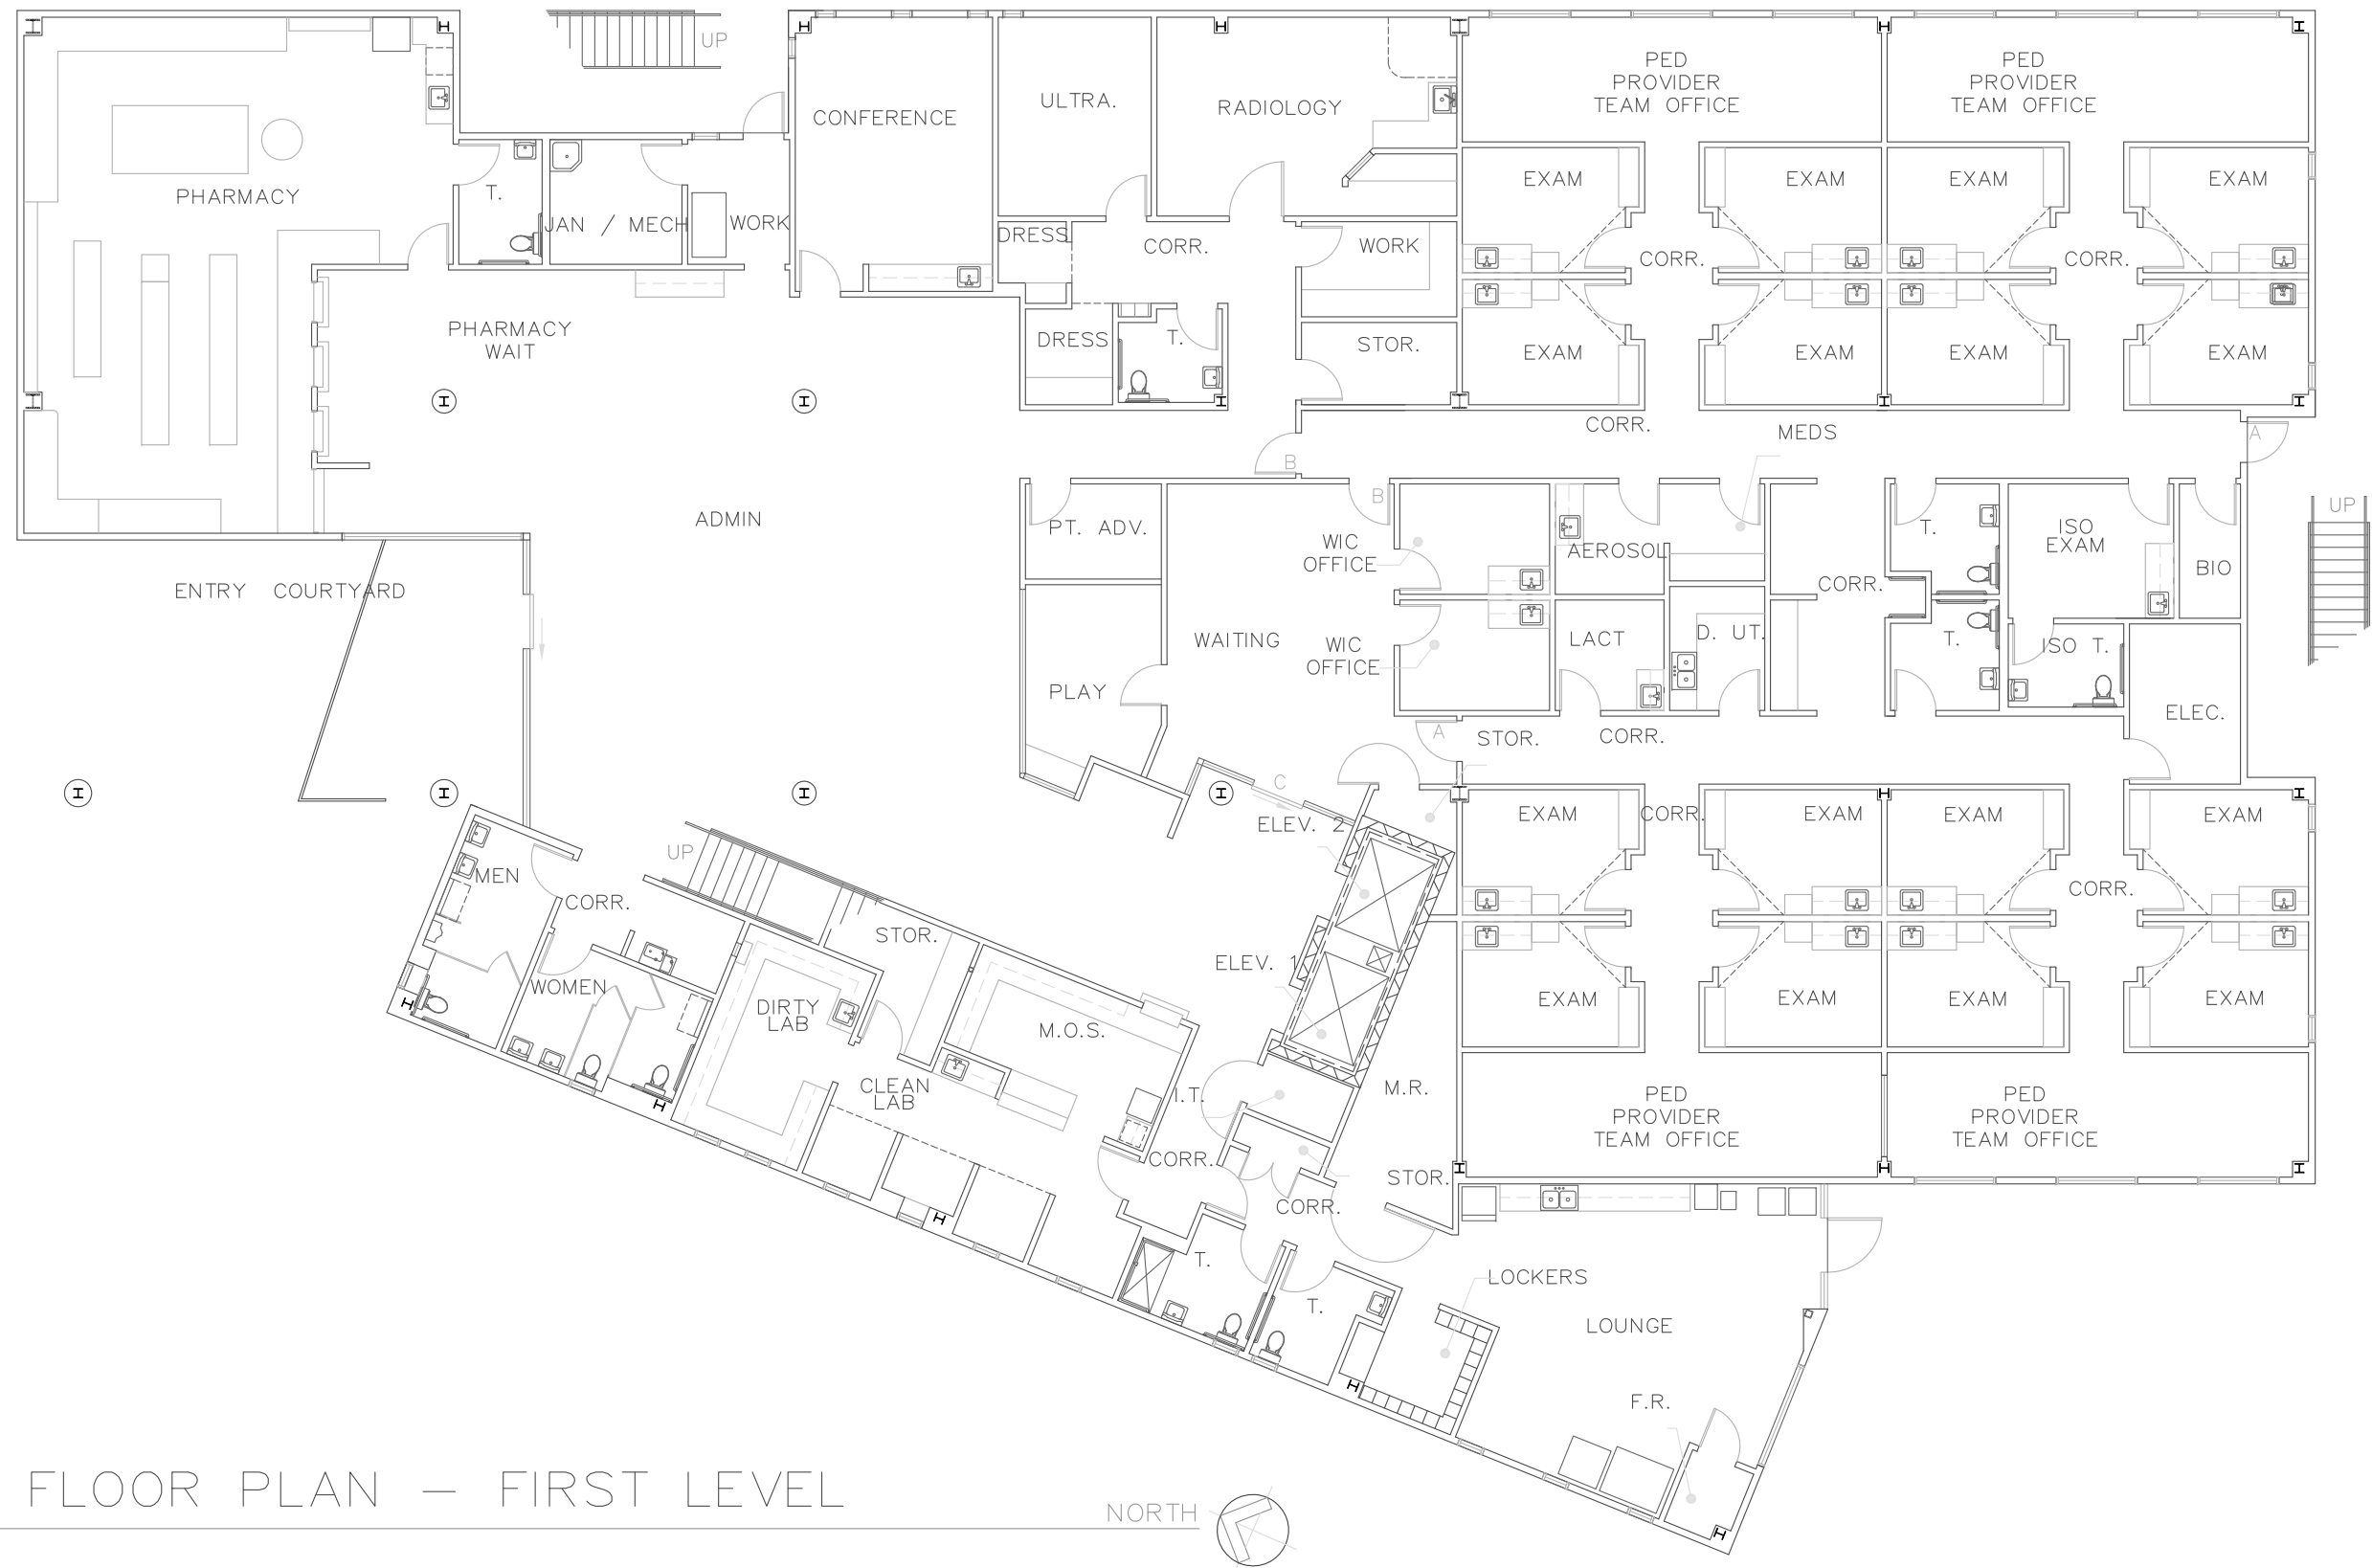 UP
CONFERENCE
ULTRA.
RADIOLOGY
PED
PROVIDER
TEAM OFFICE
PED
PROVIDER
TEAM OFFICE
PHARMACY
T.
JAN / MECH
WORK
DRESS
CORR.
WORK
EXAM
EXAM
EXAM
EXAM
CORR.
CORR.
PHARMACY
WAIT
DRESS
T.
STOR.
EXAM
EXAM
EXAM
EXAM
CORR.
MEDS
A
B
B
ADMIN
PT. ADV.
WIC
OFFICE
AEROSOL
CORR.
T.
ISO
EXAM
BIO
UP
ENTRY COURTYARD
WAITING
WIC
OFFICE
LACT
D. UT.
T.
ISO T.
PLAY
ELEC.
A
STOR.
CORR.
C
ELEV. 2
EXAM
CORR.
EXAM
EXAM
EXAM
UP
MEN
CORR.
CORR.
STOR.
ELEV. 1
WOMEN
DIRTY
LAB
M.O.S.
EXAM
EXAM
EXAM
EXAM
CLEAN
LAB
I.T.
M.R.
PED
PROVIDER
TEAM OFFICE
PED
PROVIDER
TEAM OFFICE
CORR.
STOR.
CORR.
T.
T.
LOCKERS
LOUNGE
F.R.
FLOOR PLAN – FIRST LEVEL
NORTH